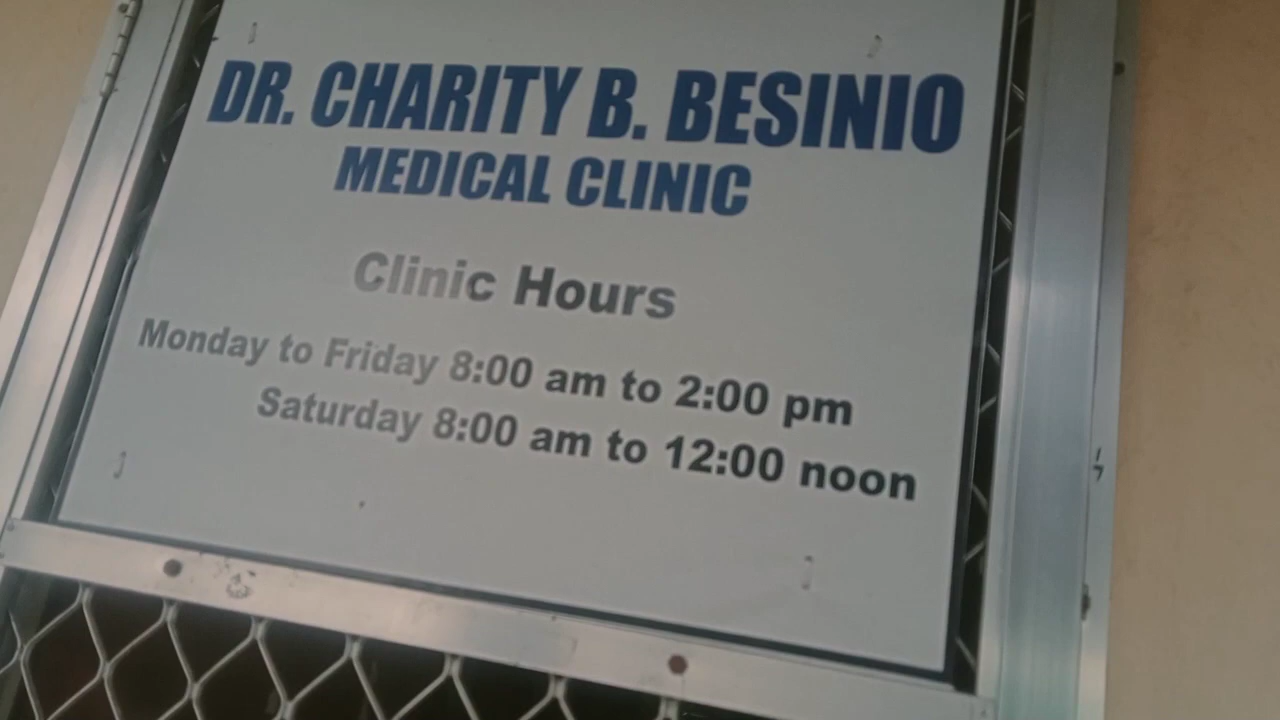 DR. CHARITY B. BESINIO
MEDICAL CLINIC
Clinic Hours
Monday to Friday 8:00 am to 2:00 pm
Saturday 8:00 am to 12:00 noon